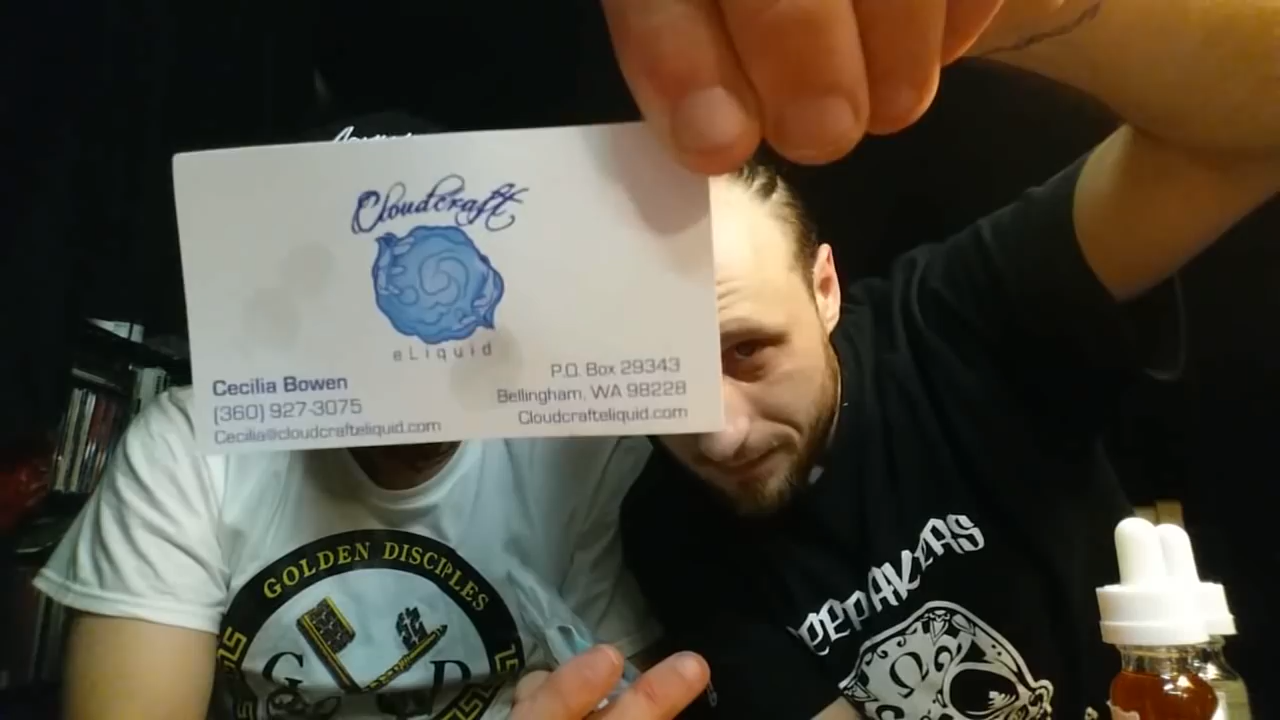 Cloudcraft
eLiquid
Cecilia Bowen
(360) 927-3075
Cecilia@cloudcrafteliquid.com
P.O. Box 29343
Bellingham, WA 98228
Cloudcrafteliquid.com
GOLDEN DISCIPLES
G D